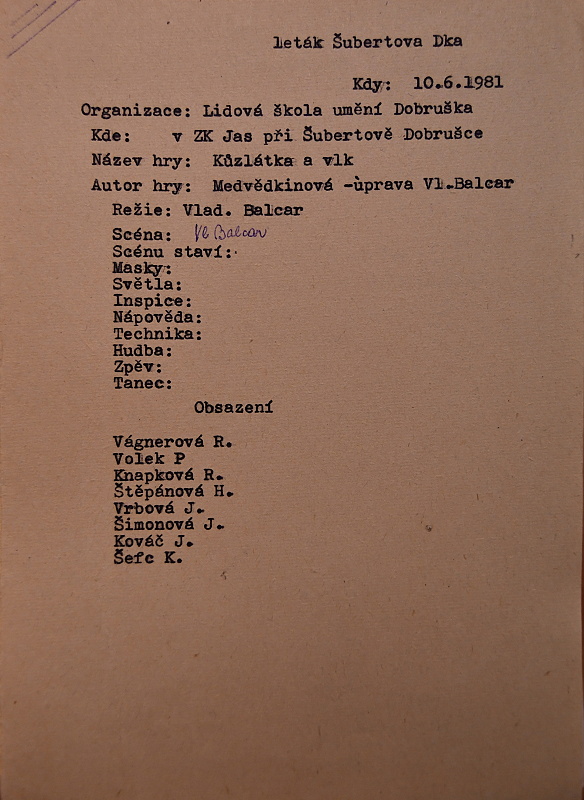 leták Šubertova Dka
Kdy: 10.6.1981
Organizace: Lidová škola umění Dobruška
Kde: v ZK Jas při Šubertově Dobrušce
Název hry: Kůzlátka a vlk
Autor hry: Medvědkinová -ùprava Vl.Balcar
Režie: Vlad. Balcar
Scéna: Vl Balcar
Scénu staví:
Masky:
Světla:
Inspice:
Nápověda:
Technika:
Hudba:
Zpěv:
Tanec:
Obsazení
Vágnerová R.
Volek P
Knapková R.
Štěpánová H.
Vrbová J.
Šimonová J.
Kováč J.
Šefc K.